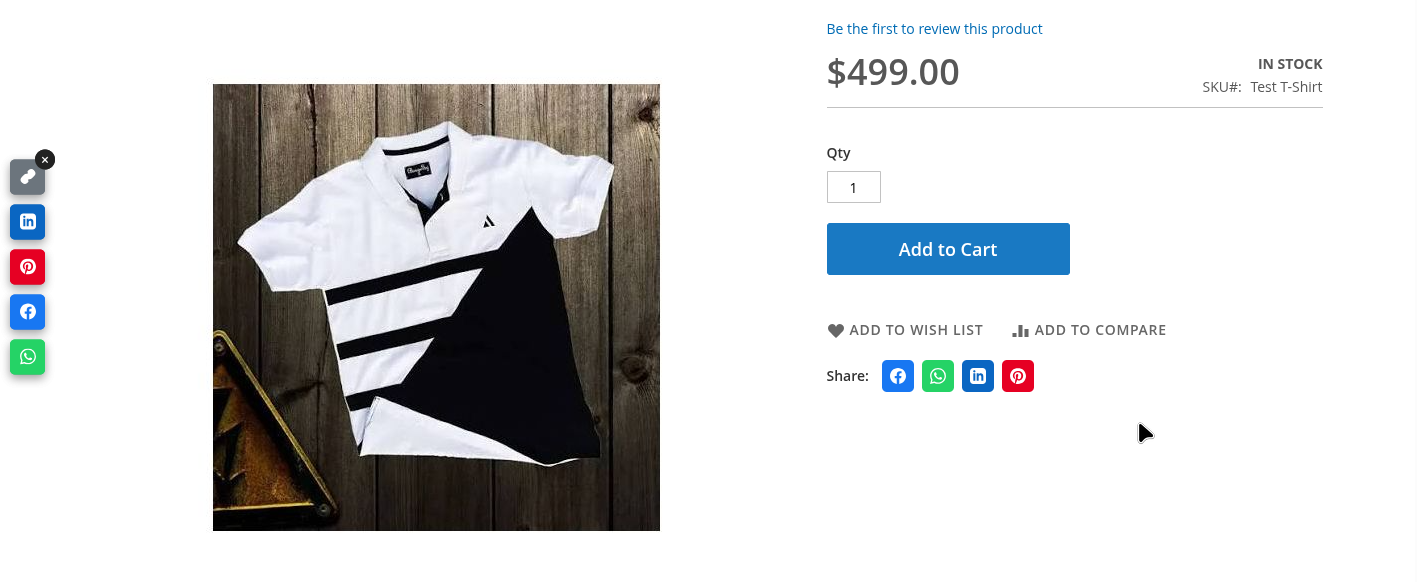 Be the first to review this product
$499.00
IN STOCK
SKU#: Test T-Shirt
Qty
1
Add to Cart
ADD TO WISH LIST
ADD TO COMPARE
Share: